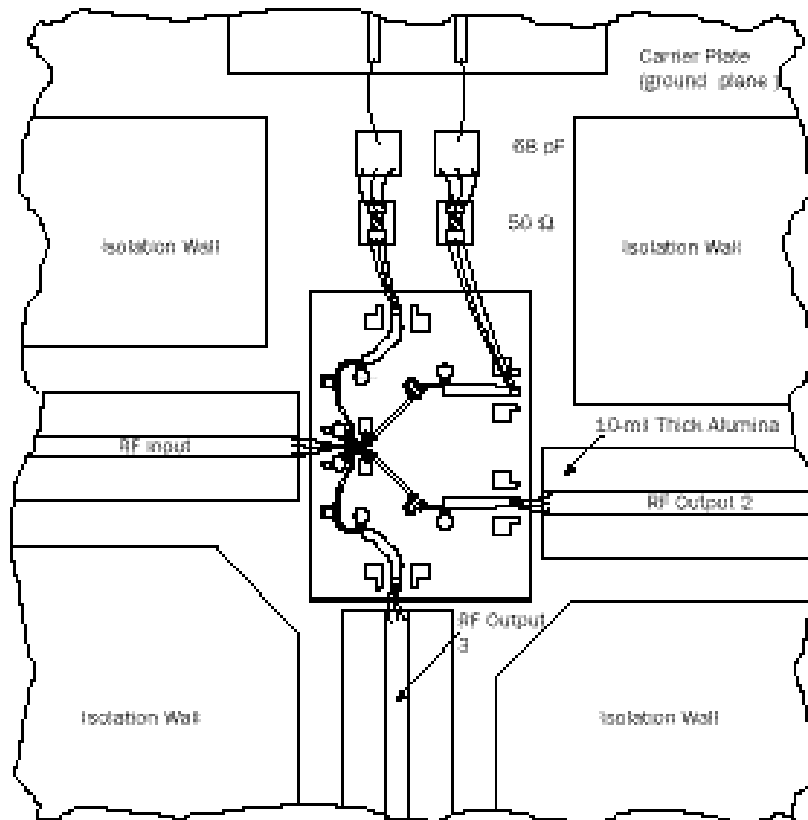 Carrier Plate
(ground plane)
68 pF
50 Ω
Isolation Wall
Isolation Wall
10-mil Thick Alumina
RF Input
RF Output 2
RF Output
3
Isolation Wall
Isolation Wall